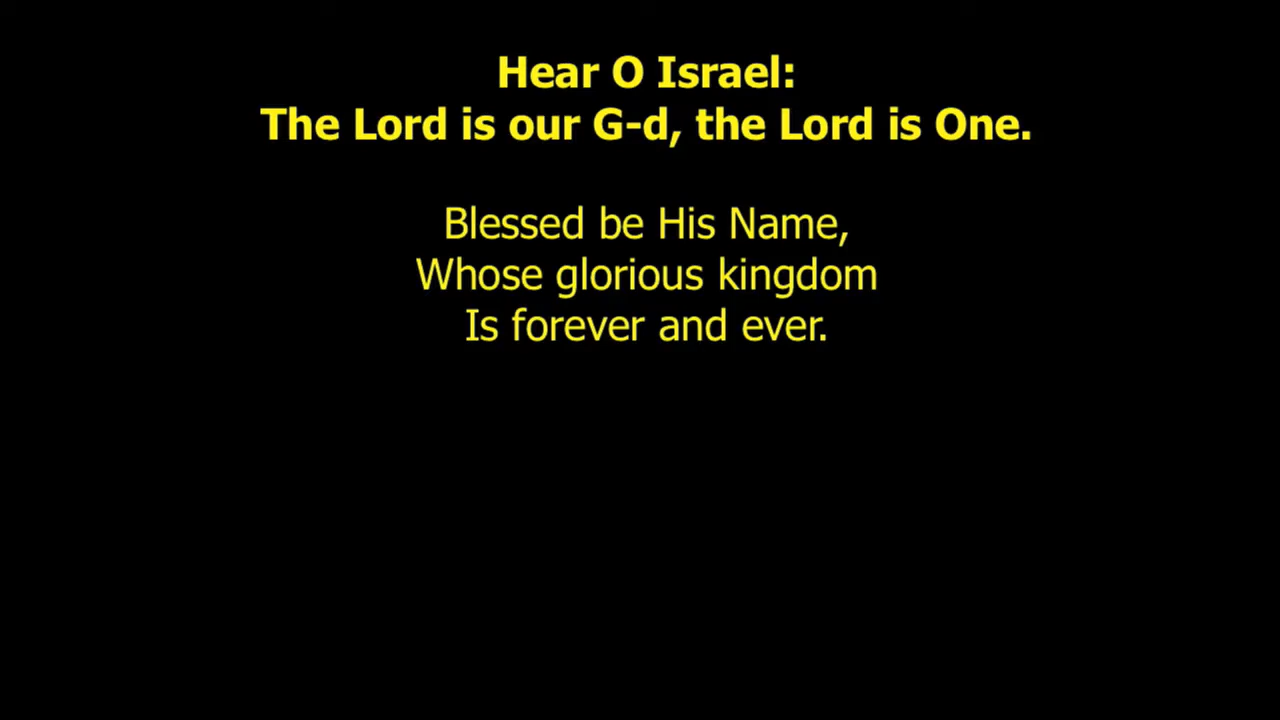 Hear O Israel:
The Lord is our G-d, the Lord is One.
Blessed be His Name,
Whose glorious kingdom
Is forever and ever.